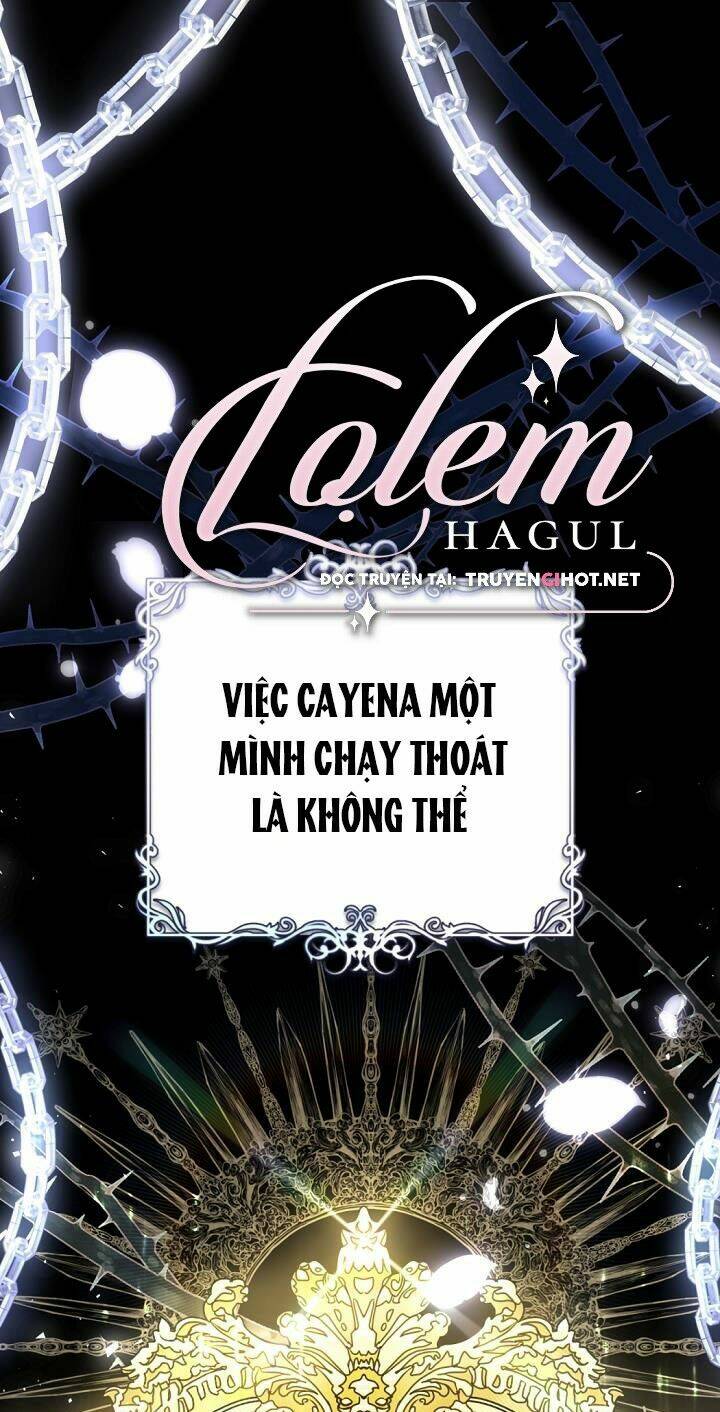 Lọlem
HAGUL
ĐỌC TRUYỆN TẠI: TRUYENGIHOT.NET
VIỆC CAYENA MỘT
MÌNH CHẠY THOÁT
LÀ KHÔNG THỂ